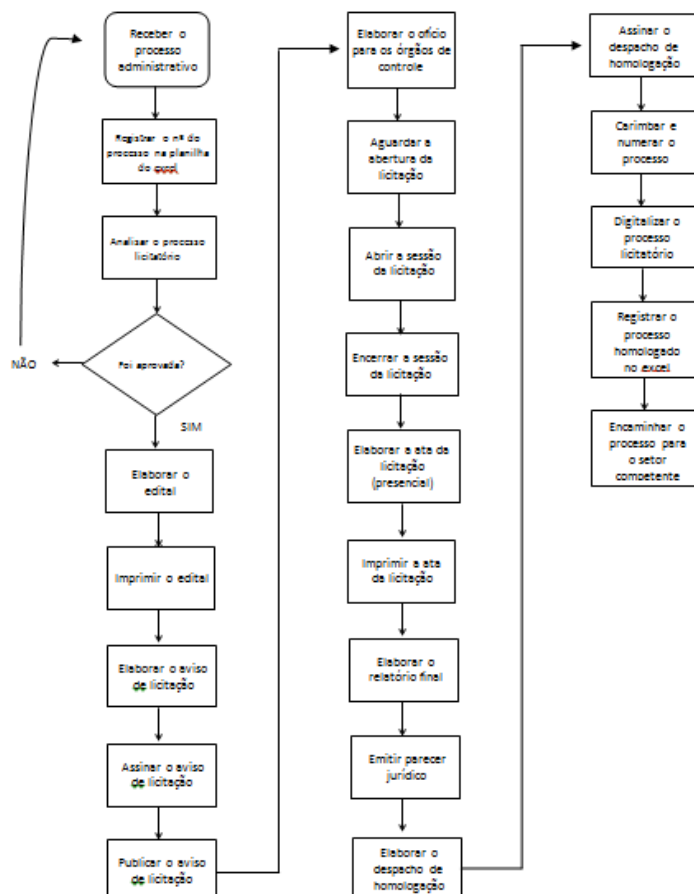 Receber o
processo
administrativo
Registrar o nº do
processo na planilha
do excel
Analisar o processo
licitatório
Foi aprovada?
NÃO
SIM
Elaborar o
edital
Imprimir o edital
Elaborar o aviso
de licitação
Assinar o aviso
de licitação
Publicar o aviso
de licitação
Elaborar o ofício
para os órgãos de
controle
Aguardar a
abertura da
licitação
Abrir a sessão
da licitação
Encerrar a sessão
da licitação
Elaborar a ata da
licitação
(presencial)
Imprimir a ata
da licitação
Elaborar o
relatório final
Emitir parecer
jurídico
Elaborar o
despacho de
homologação
Assinar o
despacho de
homologação
Carimbar e
numerar o
processo
Digitalizar o
processo
licitatório
Registrar o
processo
homologado
no excel
Encaminhar o
processo para
o setor
competente